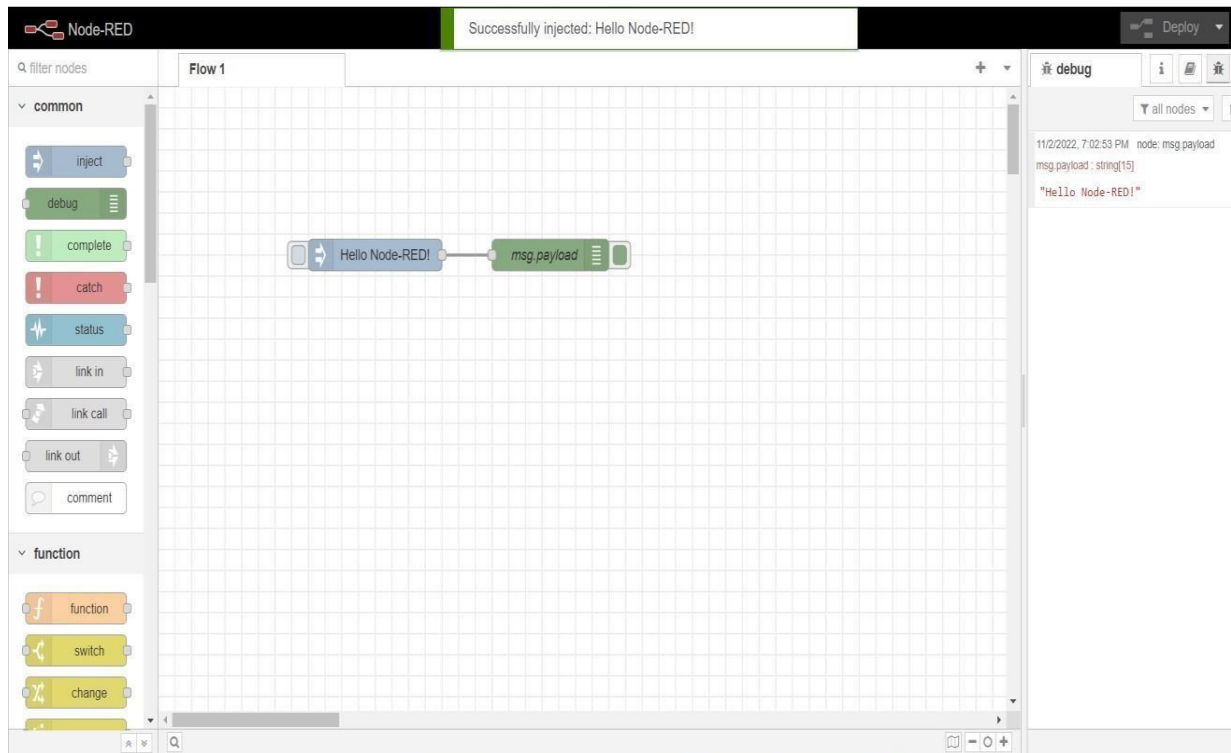 Node-RED
Successfully injected: Hello Node-RED!
Deploy
filter nodes
Flow 1
debug
i
common
all nodes
inject
debug
complete
catch
status
link in
link call
link out
comment
11/2/2022, 7:02:53 PM node: msg.payload
msg.payload : string[15]
"Hello Node-RED!"
Hello Node-RED!
msg.payload
function
function
switch
change